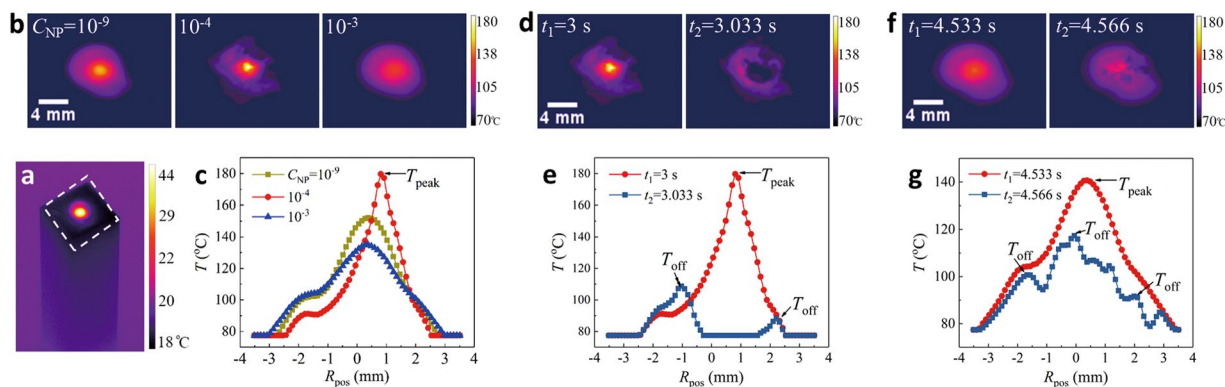 b
C_NP=10⁻⁹
10⁻⁴
10⁻³
180
143
105
70℃
4 mm
d
t₁=3 s
t₂=3.033 s
180
143
105
70℃
4 mm
f
t₁=4.533 s
t₂=4.566 s
180
143
105
70℃
4 mm
a
44
29
22
20
18 ℃
c
C_NP=10⁻⁹
10⁻⁴
10⁻³
T_peak
T (°C)
180
160
140
120
100
80
-4 -3 -2 -1 0 1 2 3 4
R_pos (mm)
e
t₁=3 s
t₂=3.033 s
T_peak
T_off
T_off
T (°C)
180
160
140
120
100
80
-4 -3 -2 -1 0 1 2 3 4
R_pos (mm)
g
t₁=4.533 s
t₂=4.566 s
T_peak
T_off
T_off
T_off
T (°C)
140
120
100
80
-4 -3 -2 -1 0 1 2 3 4
R_pos (mm)